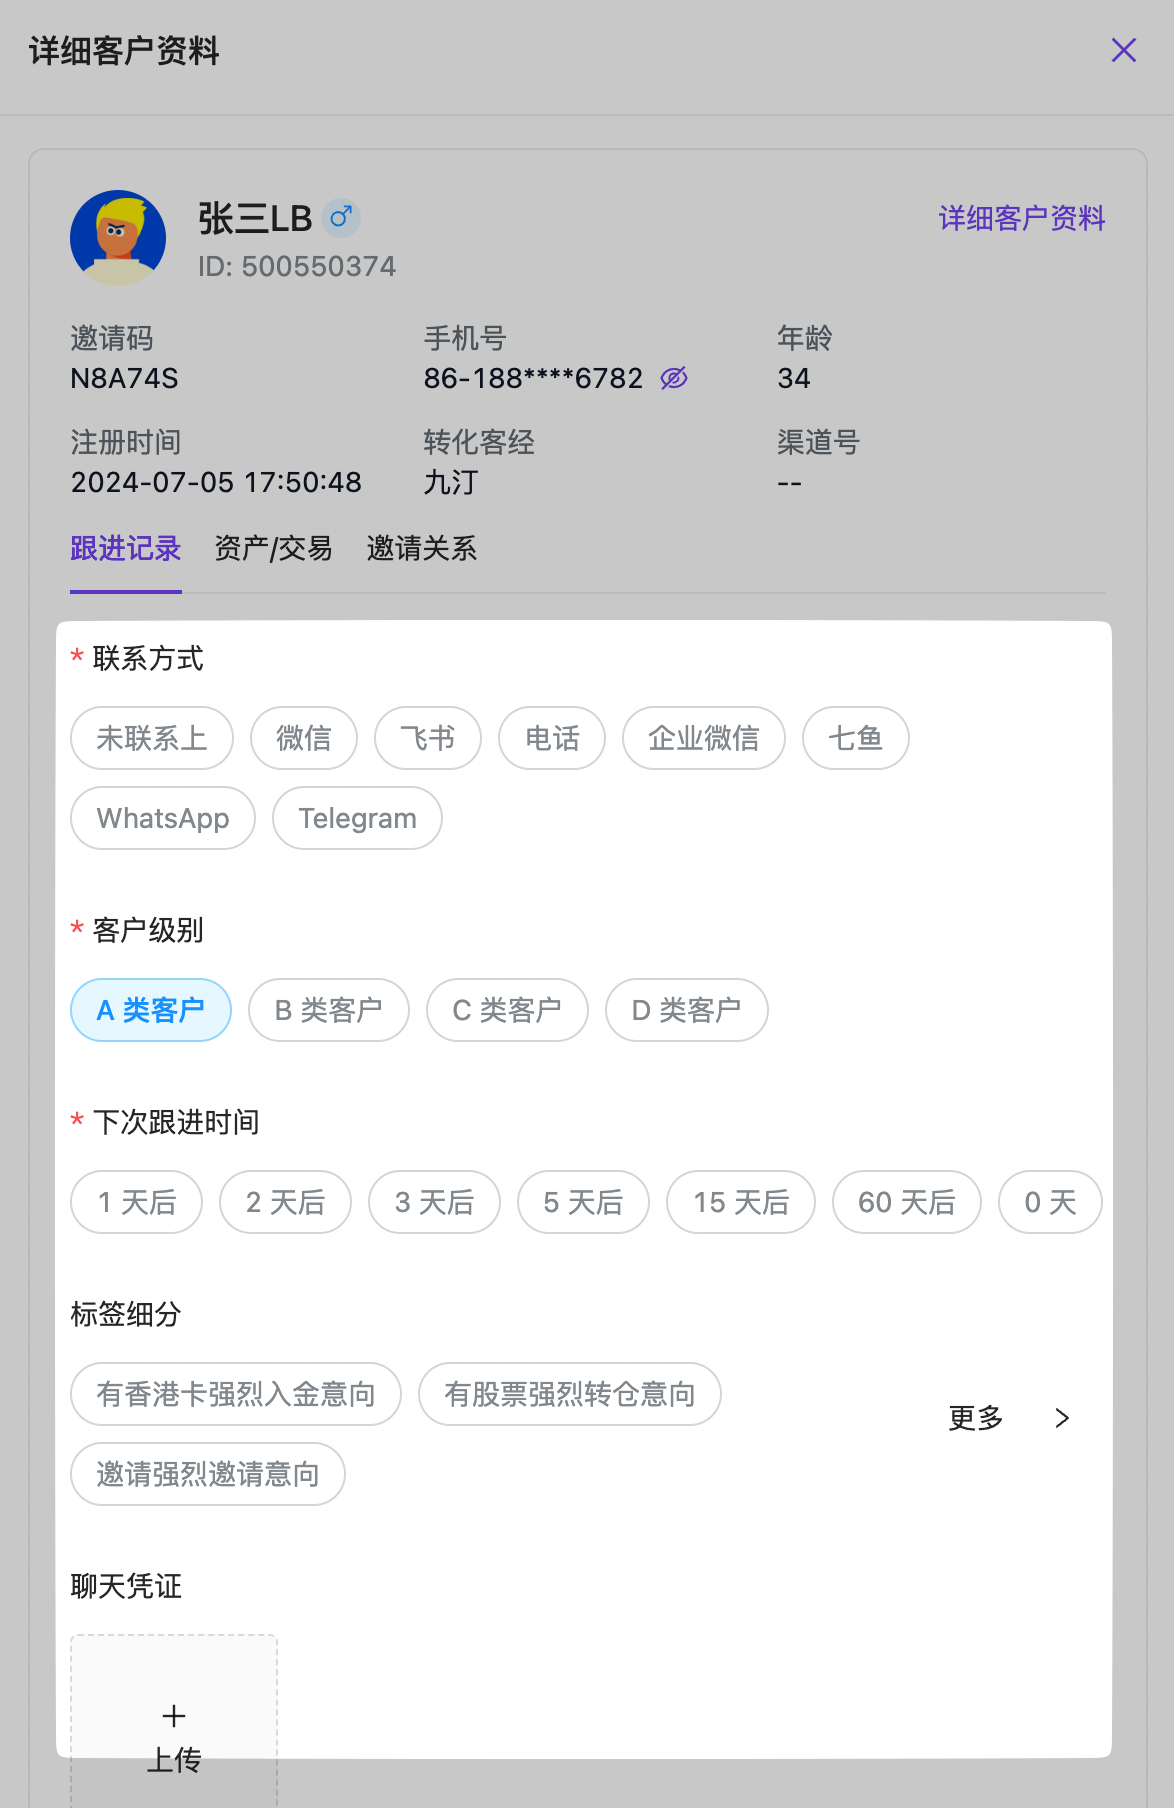 详细客户资料
张三LB
详细客户资料
ID: 500550374
邀请码 手机号 年龄
N8A74S 86-188****6782 34
注册时间 转化客经 渠道号
2024-07-05 17:50:48 九汀 --
跟进记录 资产/交易 邀请关系
* 联系方式
未联系上 微信 飞书 电话 企业微信 七鱼
WhatsApp Telegram
* 客户级别
A 类客户 B 类客户 C 类客户 D 类客户
* 下次跟进时间
1 天后 2 天后 3 天后 5 天后 15 天后 60 天后 0 天
标签细分
有香港卡强烈入金意向 有股票强烈转仓意向
更多
邀请强烈邀请意向
聊天凭证
上传